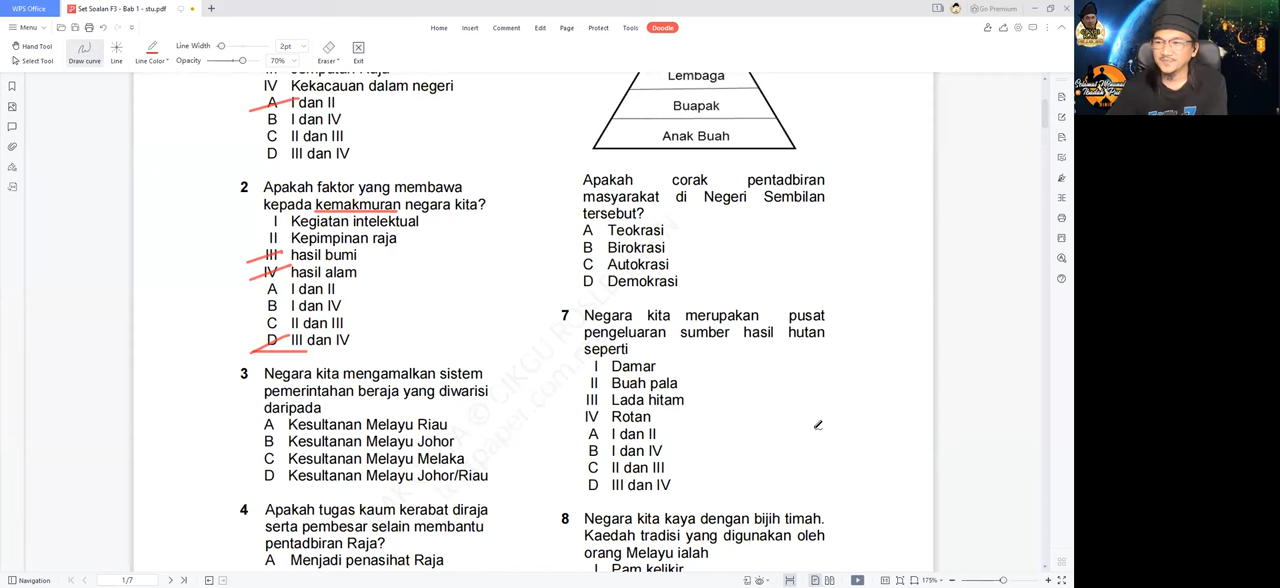 WPS Office
Set Soalan F3 - Bab 1 - stu.pdf
Go Premium
Menu
Home
Insert
Comment
Edit
Page
Protect
Tools
Doodle
Hand Tool
Select Tool
Draw curve
Line
Line Color
Line Width
2pt
Opacity
70%
Eraser
Exit
IV Kekacauan dalam negeri
A I dan II
B I dan IV
C II dan III
D III dan IV
2 Apakah faktor yang membawa
kepada kemakmuran negara kita?
I Kegiatan intelektual
II Kepimpinan raja
III hasil bumi
IV hasil alam
A I dan II
B I dan IV
C II dan III
D III dan IV
3 Negara kita mengamalkan sistem
pemerintahan beraja yang diwarisi
daripada
A Kesultanan Melayu Riau
B Kesultanan Melayu Johor
C Kesultanan Melayu Melaka
D Kesultanan Melayu Johor/Riau
4 Apakah tugas kaum kerabat diraja
serta pembesar selain membantu
pentadbiran Raja?
A Menjadi penasihat Raja
Lembaga
Buapak
Anak Buah
Apakah corak pentadbiran
masyarakat di Negeri Sembilan
tersebut?
A Teokrasi
B Birokrasi
C Autokrasi
D Demokrasi
7 Negara kita merupakan pusat
pengeluaran sumber hasil hutan
seperti
I Damar
II Buah pala
III Lada hitam
IV Rotan
A I dan II
B I dan IV
C II dan III
D III dan IV
8 Negara kita kaya dengan bijih timah.
Kaedah tradisi yang digunakan oleh
orang Melayu ialah
I Pam kelikir
Navigation
1/7
175%